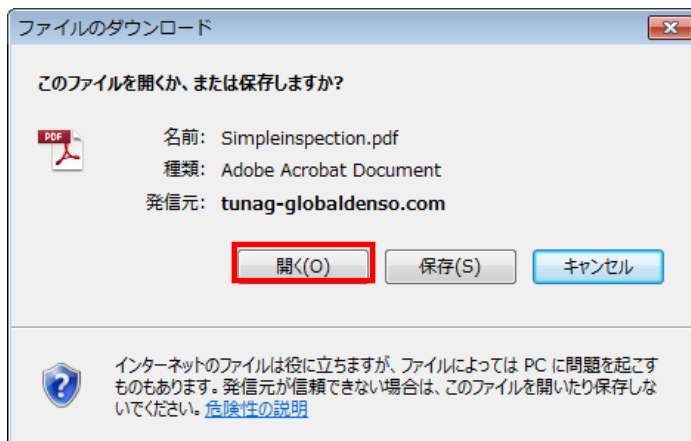 ファイルのダウンロード
このファイルを開くか、または保存しますか?
PDF
名前: Simpleinspection.pdf
種類: Adobe Acrobat Document
発信元: tunag-globaldenso.com
開く(O) 保存(S) キャンセル
インターネットのファイルは役に立ちますが、ファイルによっては PC に問題を起こす
ものもあります。発信元が信頼できない場合は、このファイルを開いたり保存しな
いでください。危険性の説明